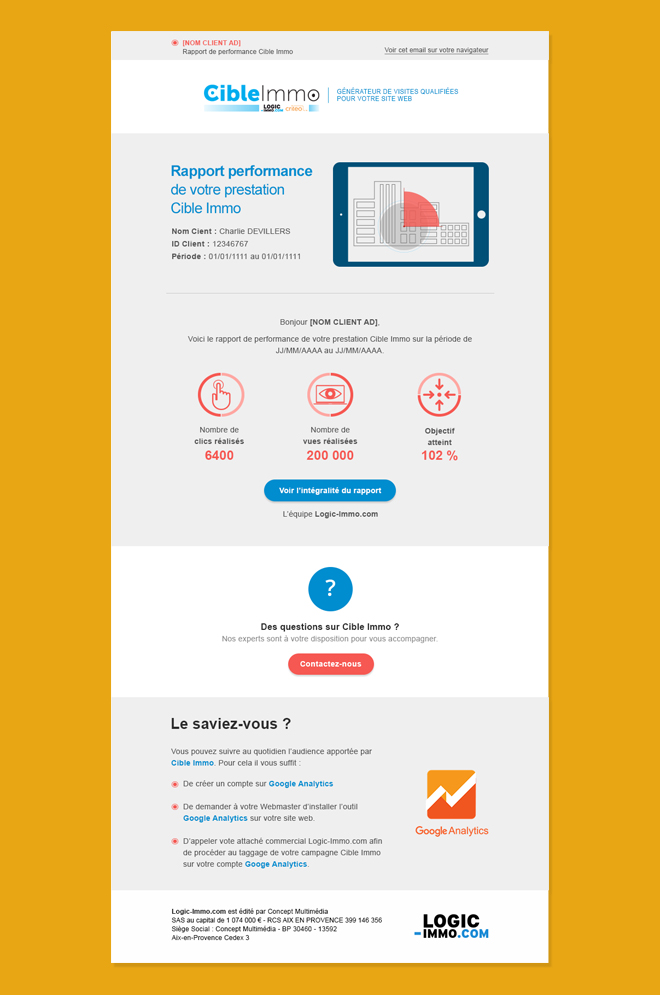 [NOM CLIENT AD]
Rapport de performance Cible Immo
Voir cet email sur votre navigateur
CibleImmo
LOGIC
-IMMO.COM
créeo
GÉNÉRATEUR DE VISITES QUALIFIÉES
POUR VOTRE SITE WEB
Rapport performance
de votre prestation
Cible Immo
Nom Cient : Charlie DEVILLERS
ID Client : 12346767
Période : 01/01/1111 au 01/01/1111
Bonjour [NOM CLIENT AD],
Voici le rapport de performance de votre prestation Cible Immo sur la période de
JJ/MM/AAAA au JJ/MM/AAAA.
Nombre de
clics réalisés
6400
Nombre de
vues réalisées
200 000
Objectif
atteint
102 %
Voir l'intégralité du rapport
L'équipe Logic-Immo.com
?
Des questions sur Cible Immo ?
Nos experts sont à votre disposition pour vous accompagner.
Contactez-nous
Le saviez-vous ?
Vous pouvez suivre au quotidien l'audience apportée par
Cible Immo. Pour cela il vous suffit :
De créer un compte sur Google Analytics
De demander à votre Webmaster d'installer l'outil
Google Analytics sur votre site web.
D'appeler vote attaché commercial Logic-Immo.com afin
de procéder au taggage de votre campagne Cible Immo
sur votre compte Googe Analytics.
Google Analytics
Logic-Immo.com est édité par Concept Multimédia
SAS au capital de 1 074 000 € - RCS AIX EN PROVENCE 399 146 356
Siège Social : Concept Multimédia - BP 30460 - 13592
Aix-en-Provence Cedex 3
LOGIC
-IMMO.COM